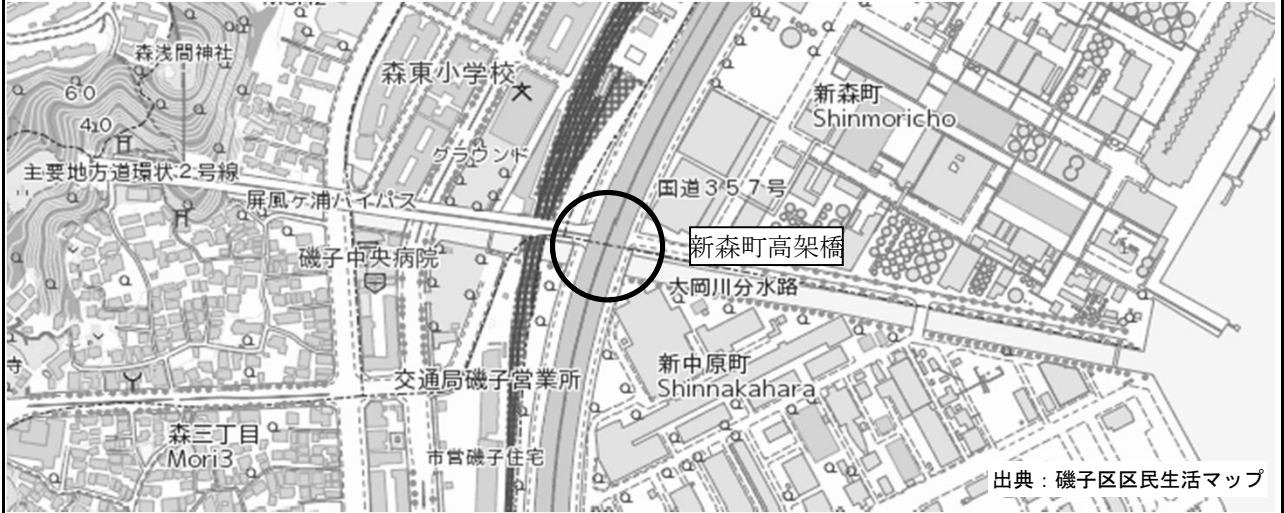 森浅間神社
60
40
森東小学校
グラウンド
主要地方道環状2号線
屏風ヶ浦バイパス
磯子中央病院
新森町
Shinmoricho
国道357号
新森町高架橋
大岡川分水路
新中原町
Shinnakahara
交通局磯子営業所
寺
森三丁目
Mori3
市営磯子住宅
出典：磯子区区民生活マップ